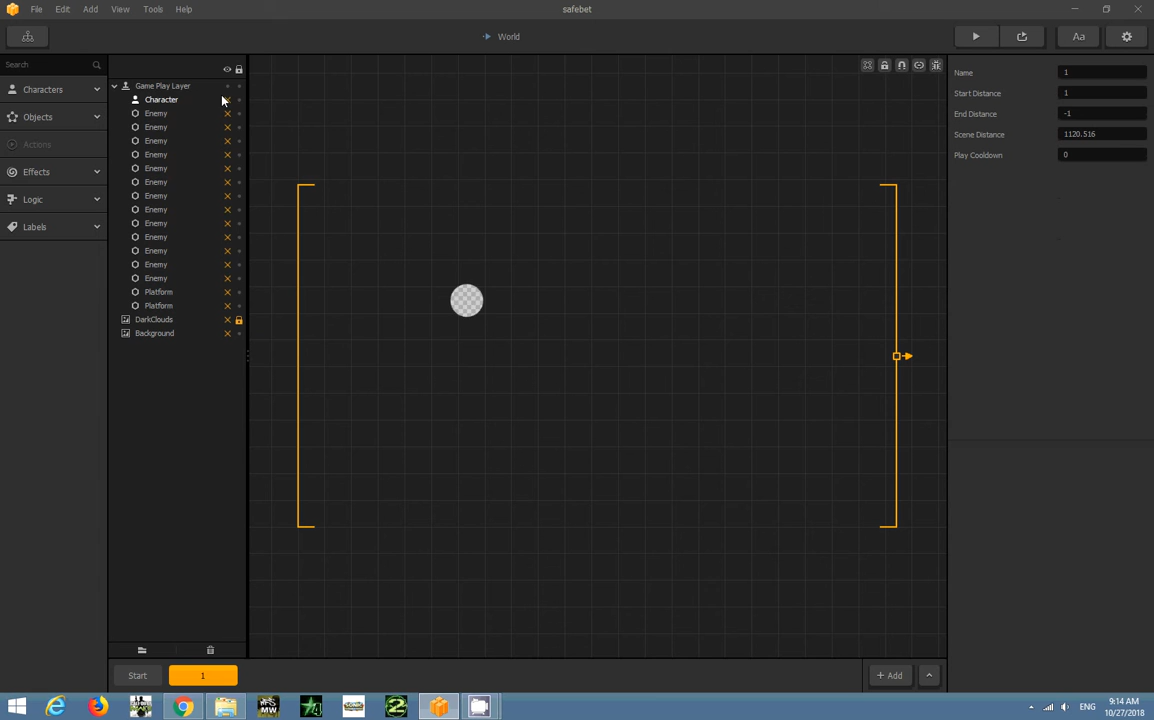 File Edit View Add Tools Help
safebet
World
Aa
Search
Characters
Objects
Actions
Effects
Logic
Labels
Game Play Layer
Character
Enemy
Enemy
Enemy
Enemy
Enemy
Enemy
Enemy
Enemy
Enemy
Enemy
Enemy
Enemy
Enemy
Platform
Platform
DarkClouds
Background
Name 1
Start Distance 1
End Distance -1
Scene Distance 1120.516
Play Cooldown 0
Start 1
+ Add
ENG
9:14 AM
10/27/2018